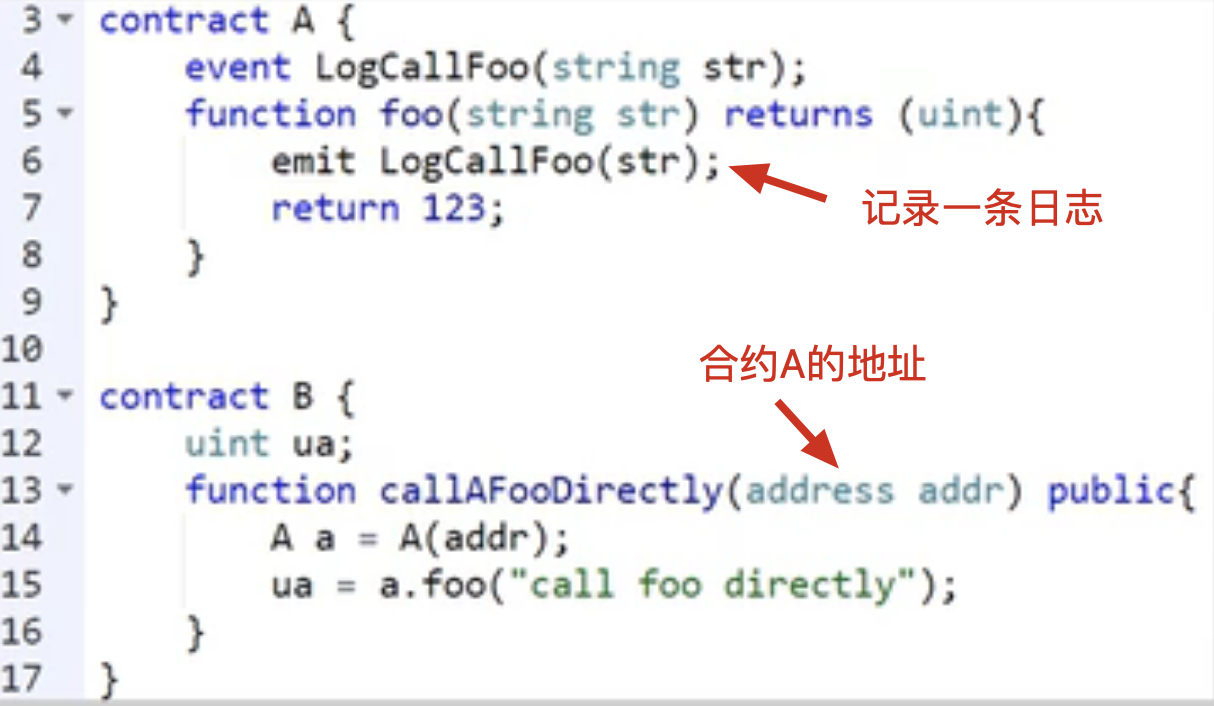 3 contract A {
4 event LogCallFoo(string str);
5 function foo(string str) returns (uint){
6 emit LogCallFoo(str);
记录一条日志
7 return 123;
8 }
9 }
10
合约A的地址
11 contract B {
12 uint ua;
13 function callAFooDirectly(address addr) public{
14 A a = A(addr);
15 ua = a.foo("call foo directly");
16 }
17 }